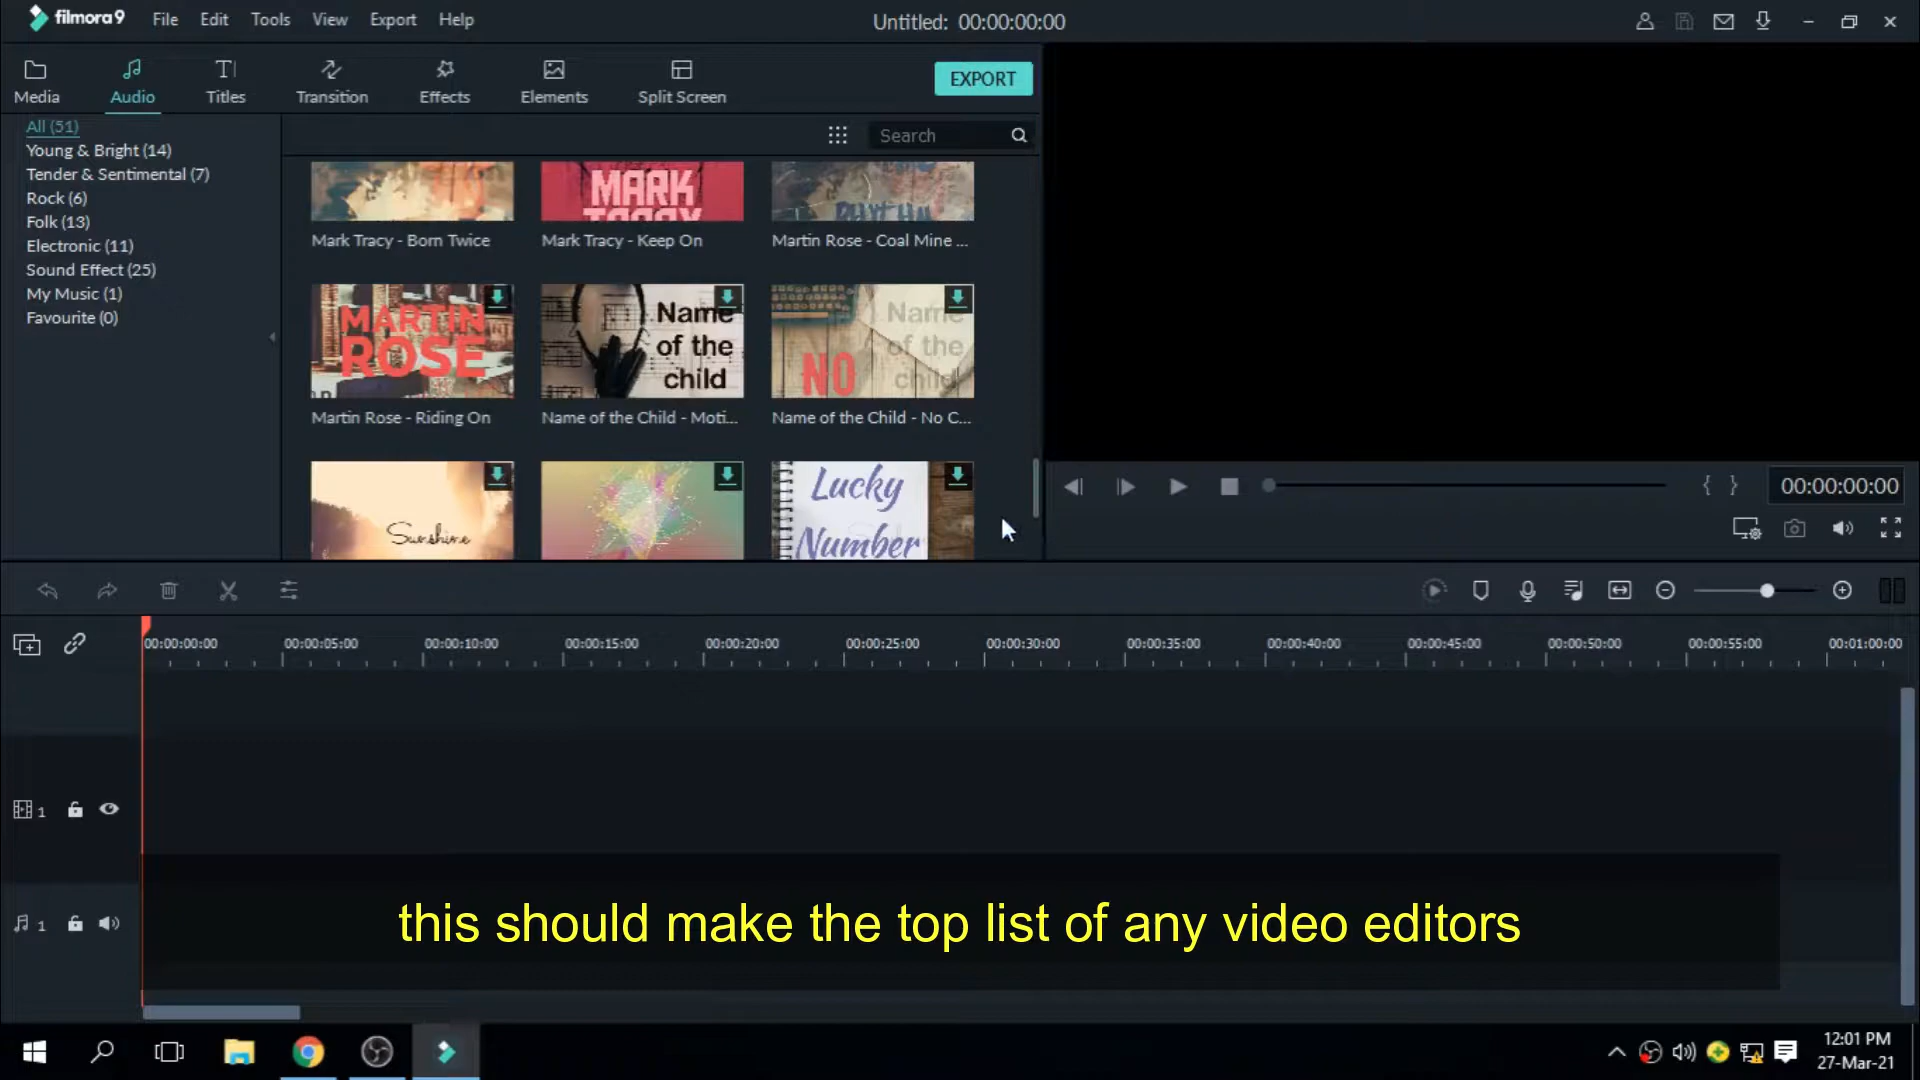 filmora9 File Edit Tools View Export Help
Untitled: 00:00:00:00
Media Audio Titles Transition Effects Elements Split Screen
EXPORT
All (51)
Young & Bright (14)
Tender & Sentimental (7)
Rock (6)
Folk (13)
Electronic (11)
Sound Effect (25)
My Music (1)
Favourite (0)
Search
MARK
TRACY
Mark Tracy - Born Twice
Mark Tracy - Keep On
Martin Rose - Coal Mine ...
MARTIN
ROSE
Name
of the
child
Name
of the
child
NO
Martin Rose - Riding On
Name of the Child - Moti...
Name of the Child - No C...
Sunshine
Lucky
Number
00:00:00:00
00:00:00:00 00:00:05:00 00:00:10:00 00:00:15:00 00:00:20:00 00:00:25:00 00:00:30:00 00:00:35:00 00:00:40:00 00:00:45:00 00:00:50:00 00:00:55:00 00:01:00:00
1
1
this should make the top list of any video editors
12:01 PM
27-Mar-21